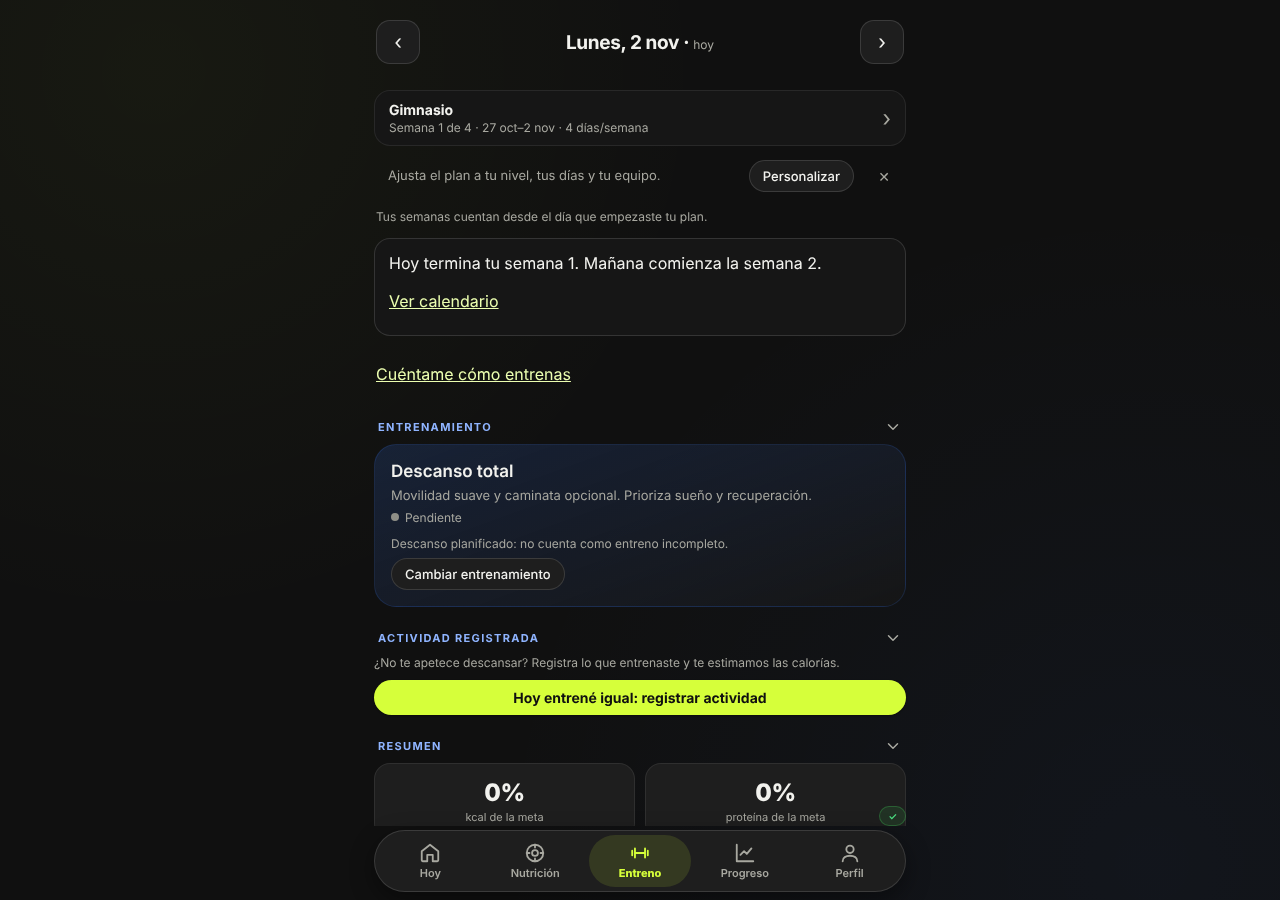 Lunes, 2 nov · hoy
Gimnasio
Semana 1 de 4 · 27 oct–2 nov · 4 días/semana
Ajusta el plan a tu nivel, tus días y tu equipo.
Personalizar
Tus semanas cuentan desde el día que empezaste tu plan.
Hoy termina tu semana 1. Mañana comienza la semana 2.
Ver calendario
Cuéntame cómo entrenas
ENTRENAMIENTO
Descanso total
Movilidad suave y caminata opcional. Prioriza sueño y recuperación.
Pendiente
Descanso planificado: no cuenta como entreno incompleto.
Cambiar entrenamiento
ACTIVIDAD REGISTRADA
¿No te apetece descansar? Registra lo que entrenaste y te estimamos las calorías.
Hoy entrené igual: registrar actividad
RESUMEN
0%
kcal de la meta
0%
proteína de la meta
Hoy
Nutrición
Entreno
Progreso
Perfil